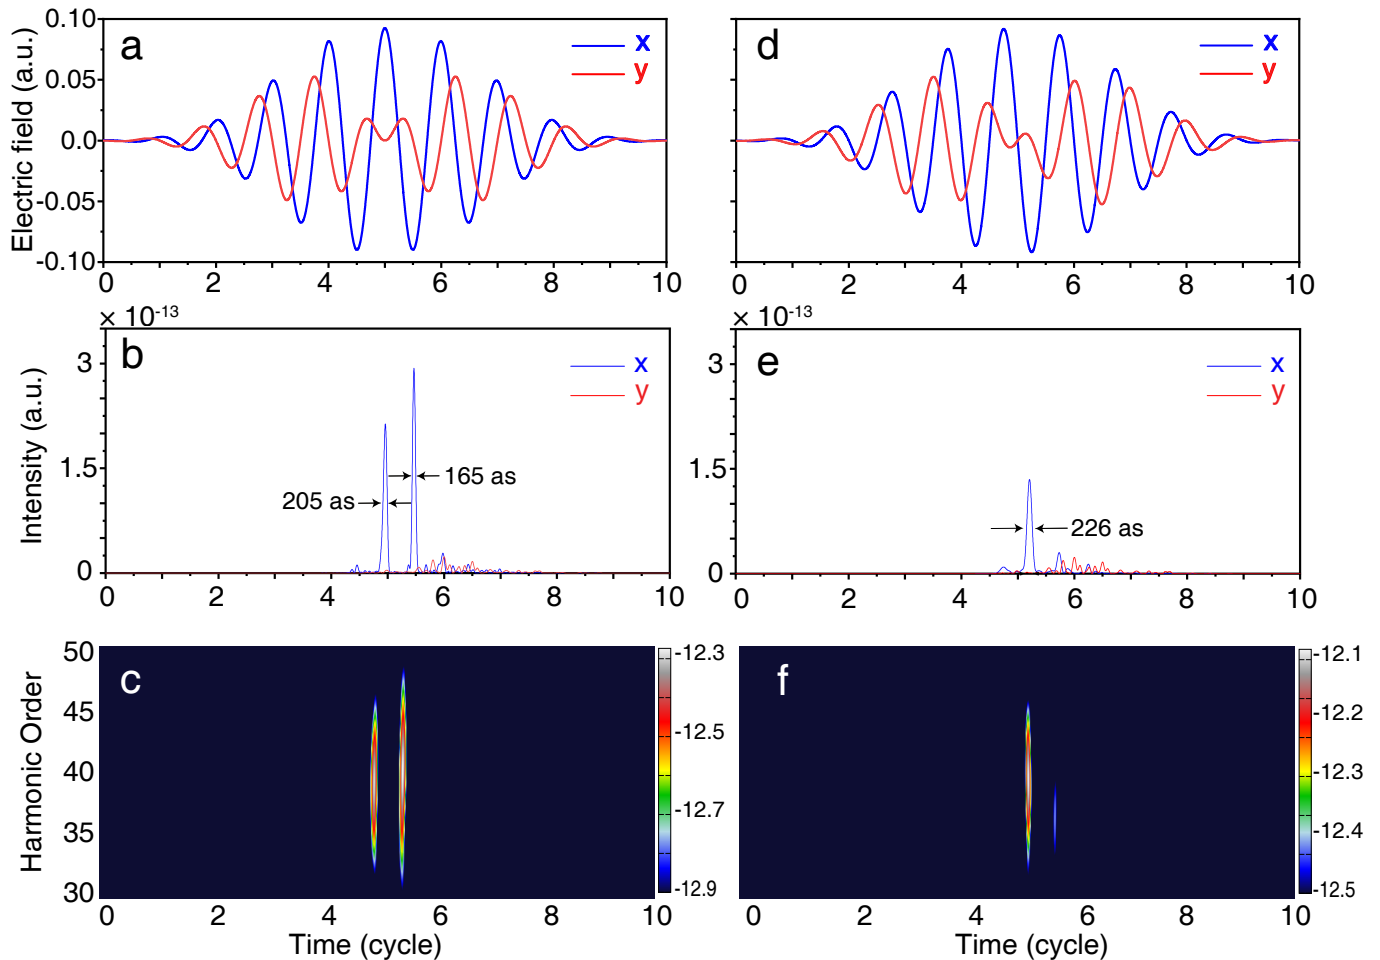 Electric field (a.u.)
0.10
0.05
0.0
-0.05
-0.10
a
x
y
0 2 4 6 8 10
d
x
y
0 2 4 6 8 10
× 10-13
Intensity (a.u.)
3
1.5
0
b
x
y
205 as
165 as
0 2 4 6 8 10
× 10-13
3
1.5
0
e
x
y
226 as
0 2 4 6 8 10
Harmonic Order
50
45
40
35
30
c
-12.3
-12.5
-12.7
-12.9
0 2 4 6 8 10
Time (cycle)
f
-12.1
-12.2
-12.3
-12.4
-12.5
0 2 4 6 8 10
Time (cycle)